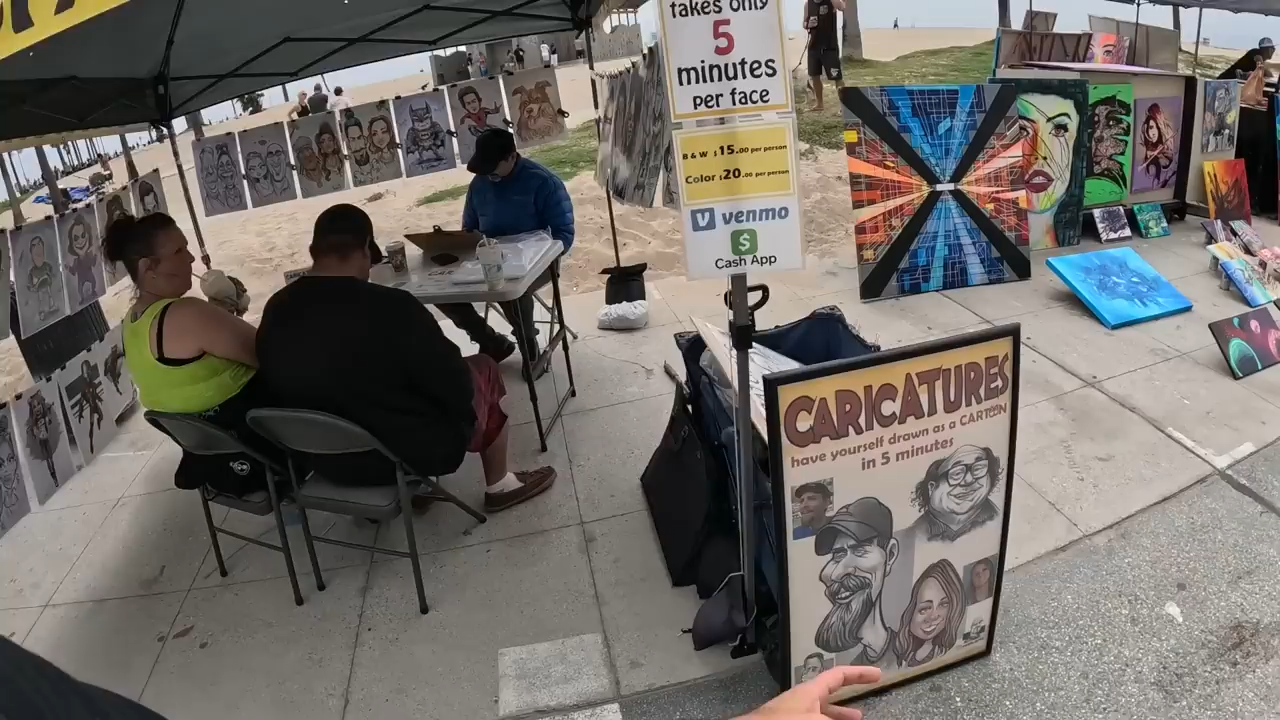 takes only
5
minutes
per face
B & W $15.00 per person
Color $20.00 per person
venmo
$
Cash App
CARICATURES
have yourself drawn as a CARTOON
in 5 minutes